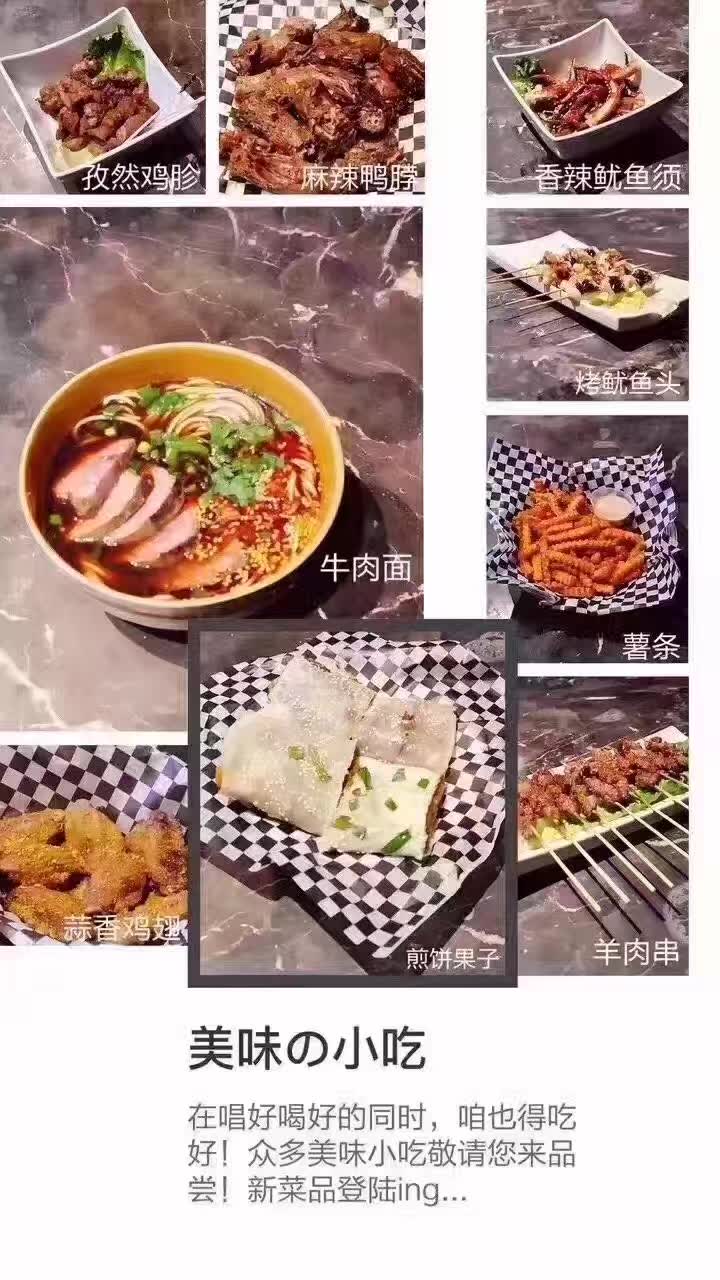 孜然鸡胗
麻辣鸭脖
香辣鱿鱼须
烤鱿鱼头
牛肉面
薯条
蒜香鸡翅
煎饼果子
羊肉串
美味の小吃
在唱好喝好的同时，咱也得吃
好！众多美味小吃敬请您来品
尝！新菜品登陆ing...